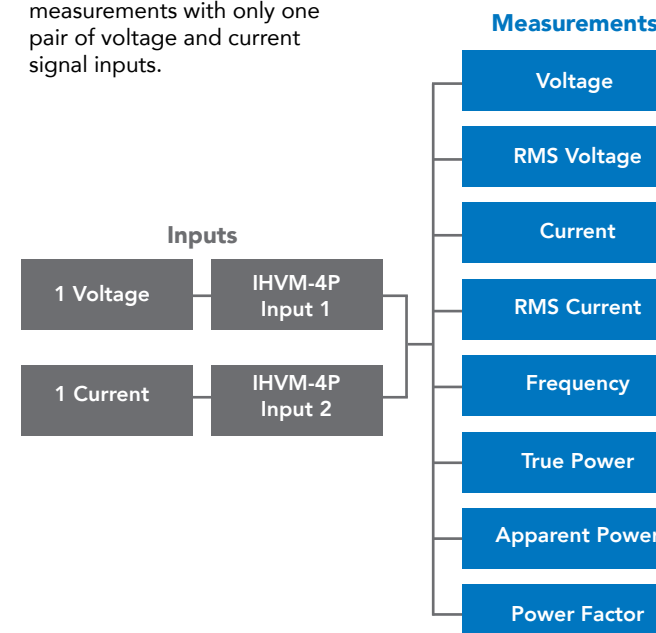 measurements with only one
pair of voltage and current
signal inputs.
Measurements
Voltage
RMS Voltage
Current
RMS Current
Frequency
True Power
Apparent Power
Power Factor
Inputs
1 Voltage
IHVM-4P
Input 1
1 Current
IHVM-4P
Input 2